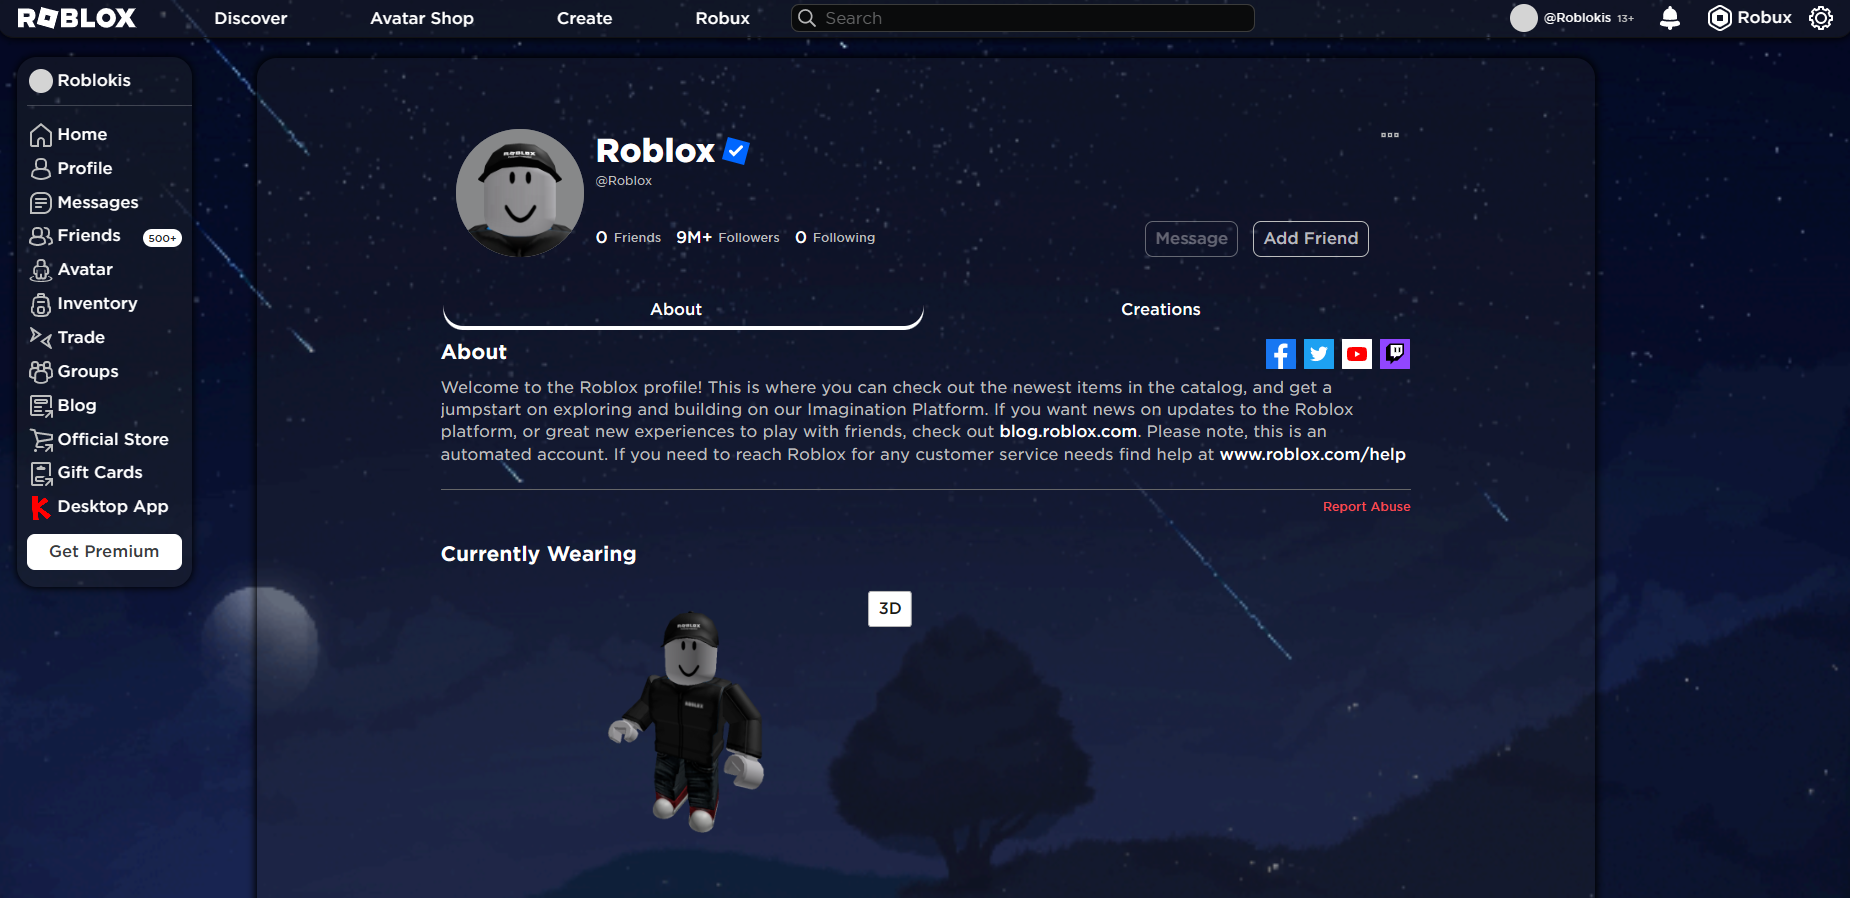 ROBLOX Discover Avatar Shop Create Robux Search @Roblokis 13+ Robux
Roblokis
Home
Profile
Messages
Friends 500+
Avatar
Inventory
Trade
Groups
Blog
Official Store
Gift Cards
Desktop App
Get Premium
ROBLOX
Roblox
@Roblox
0 Friends 9M+ Followers 0 Following
Message Add Friend
About Creations
About
Welcome to the Roblox profile! This is where you can check out the newest items in the catalog, and get a
jumpstart on exploring and building on our Imagination Platform. If you want news on updates to the Roblox
platform, or great new experiences to play with friends, check out blog.roblox.com. Please note, this is an
automated account. If you need to reach Roblox for any customer service needs find help at www.roblox.com/help
Report Abuse
Currently Wearing
3D
ROBLOX
ROBLOX